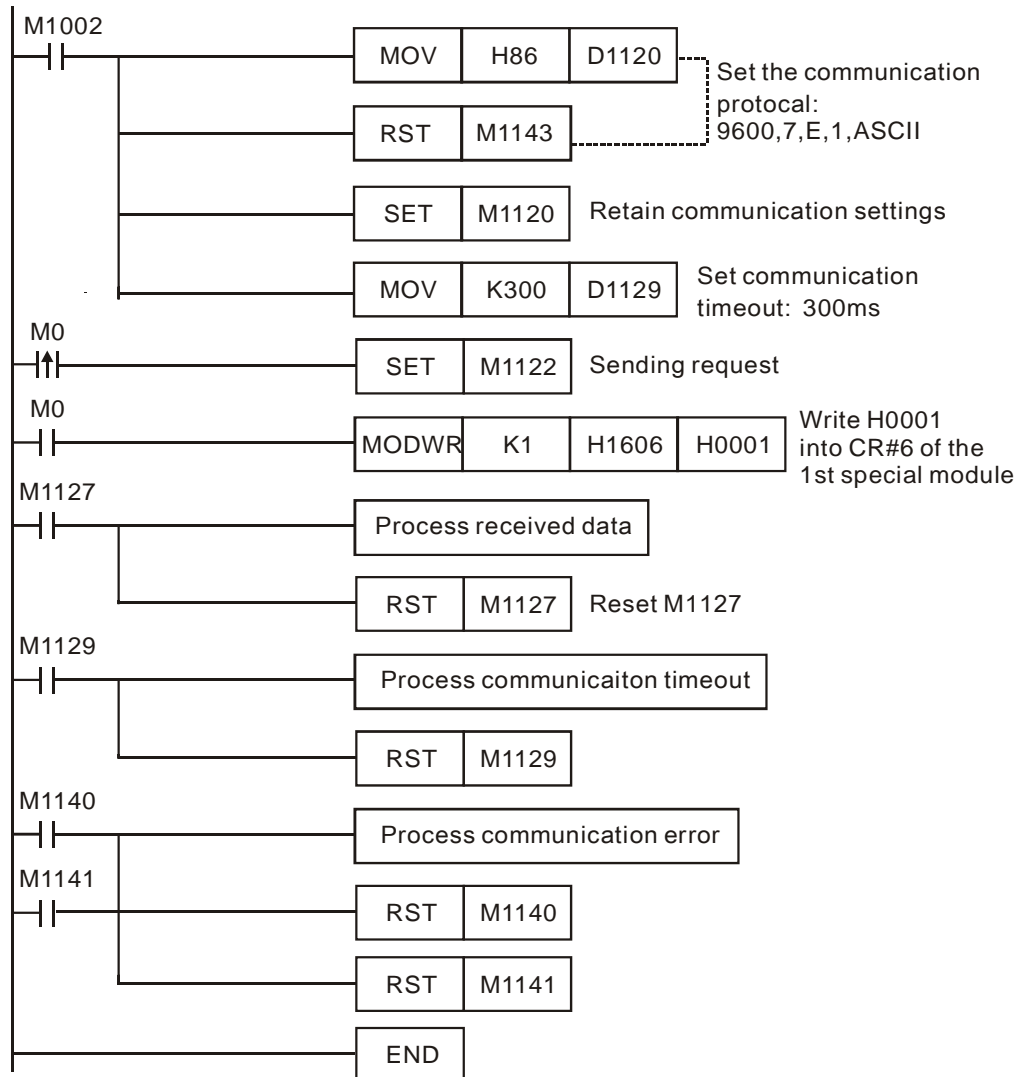 M1002
MOV H86 D1120
Set the communication
protocal:
9600,7,E,1,ASCII
RST M1143
SET M1120 Retain communication settings
MOV K300 D1129
Set communication
timeout: 300ms
M0
SET M1122 Sending request
M0
MODWR K1 H1606 H0001
Write H0001
into CR#6 of the
1st special module
M1127
Process received data
RST M1127 Reset M1127
M1129
Process communicaiton timeout
RST M1129
M1140
Process communication error
M1141
RST M1140
RST M1141
END